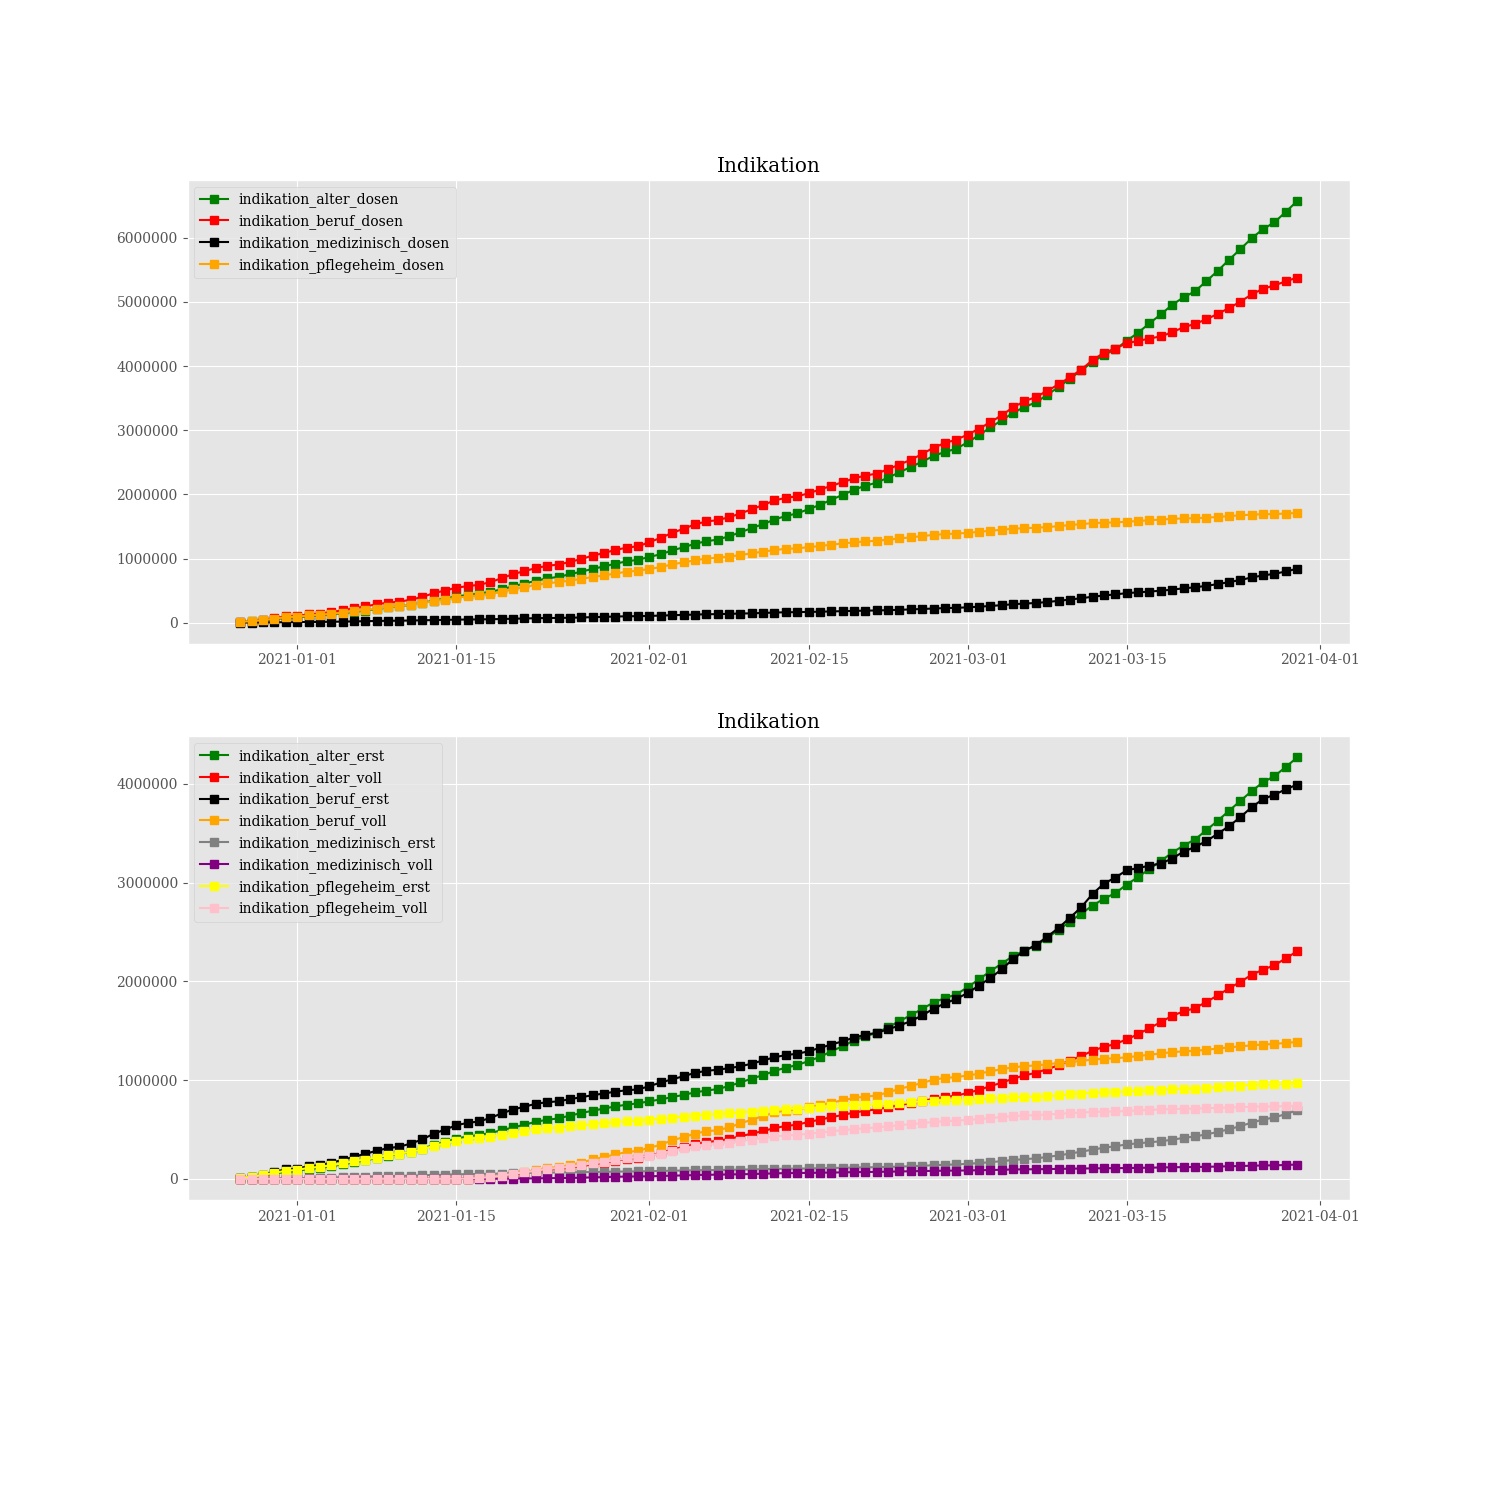 Indikation
indikation_alter_dosen
indikation_beruf_dosen
indikation_medizinisch_dosen
indikation_pflegeheim_dosen
6000000
5000000
4000000
3000000
2000000
1000000
0
2021-01-01 2021-01-15 2021-02-01 2021-02-15 2021-03-01 2021-03-15 2021-04-01
Indikation
indikation_alter_erst
indikation_alter_voll
indikation_beruf_erst
indikation_beruf_voll
indikation_medizinisch_erst
indikation_medizinisch_voll
indikation_pflegeheim_erst
indikation_pflegeheim_voll
4000000
3000000
2000000
1000000
0
2021-01-01 2021-01-15 2021-02-01 2021-02-15 2021-03-01 2021-03-15 2021-04-01